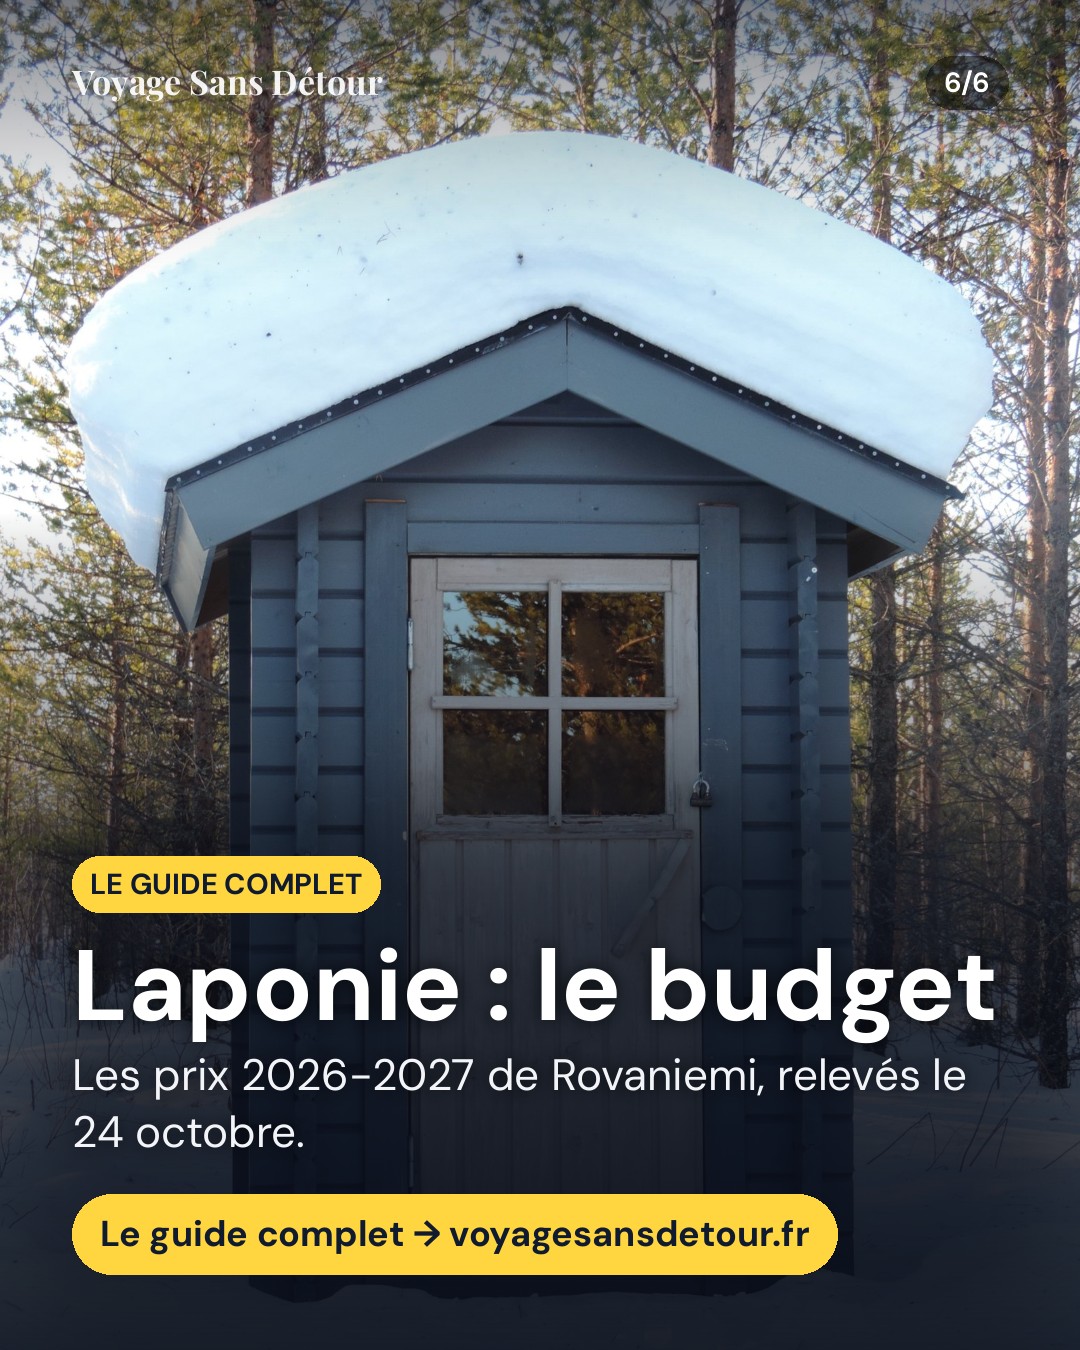 Voyage Sans Détour
6/6
LE GUIDE COMPLET
Laponie : le budget
Les prix 2026-2027 de Rovaniemi, relevés le
24 octobre.
Le guide complet → voyagesansdetour.fr